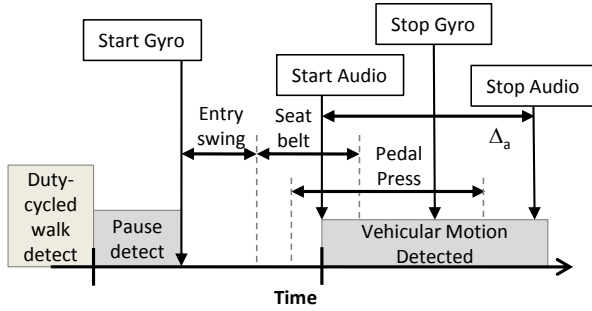 Start Gyro
Stop Gyro
Start Audio
Stop Audio
Entry
swing
Seat
belt
Δa
Pedal
Press
Duty-
cycled
walk
detect
Pause
detect
Vehicular Motion
Detected
Time